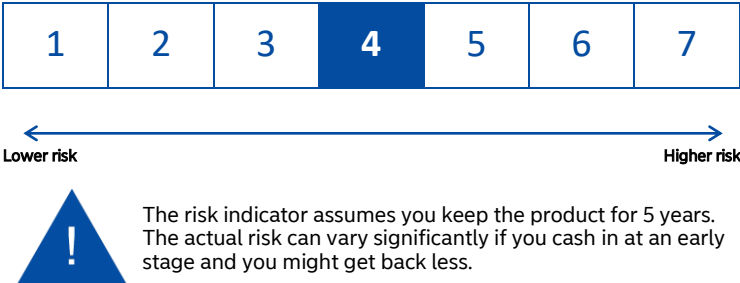 1 2 3 4 5 6 7
Lower risk Higher risk
!
The risk indicator assumes you keep the product for 5 years.
The actual risk can vary significantly if you cash in at an early
stage and you might get back less.